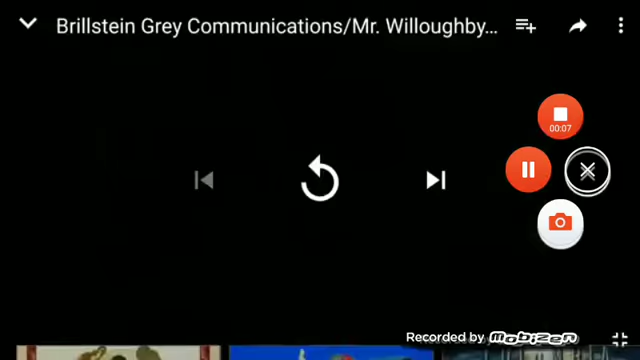 Brillstein Grey Communications/Mr. Willoughby...
00:07
Recorded by mobizen